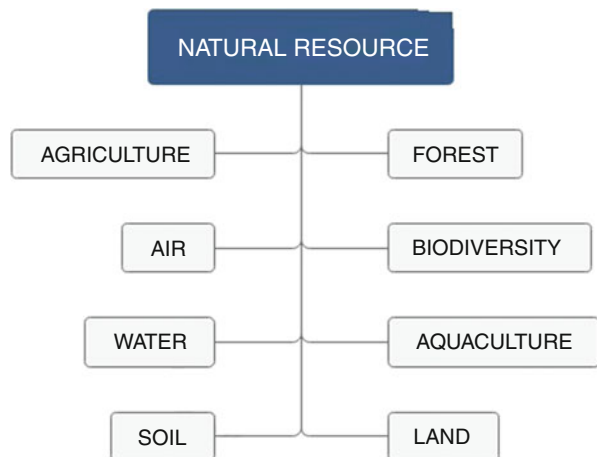 NATURAL RESOURCE
AGRICULTURE
FOREST
AIR
BIODIVERSITY
WATER
AQUACULTURE
SOIL
LAND